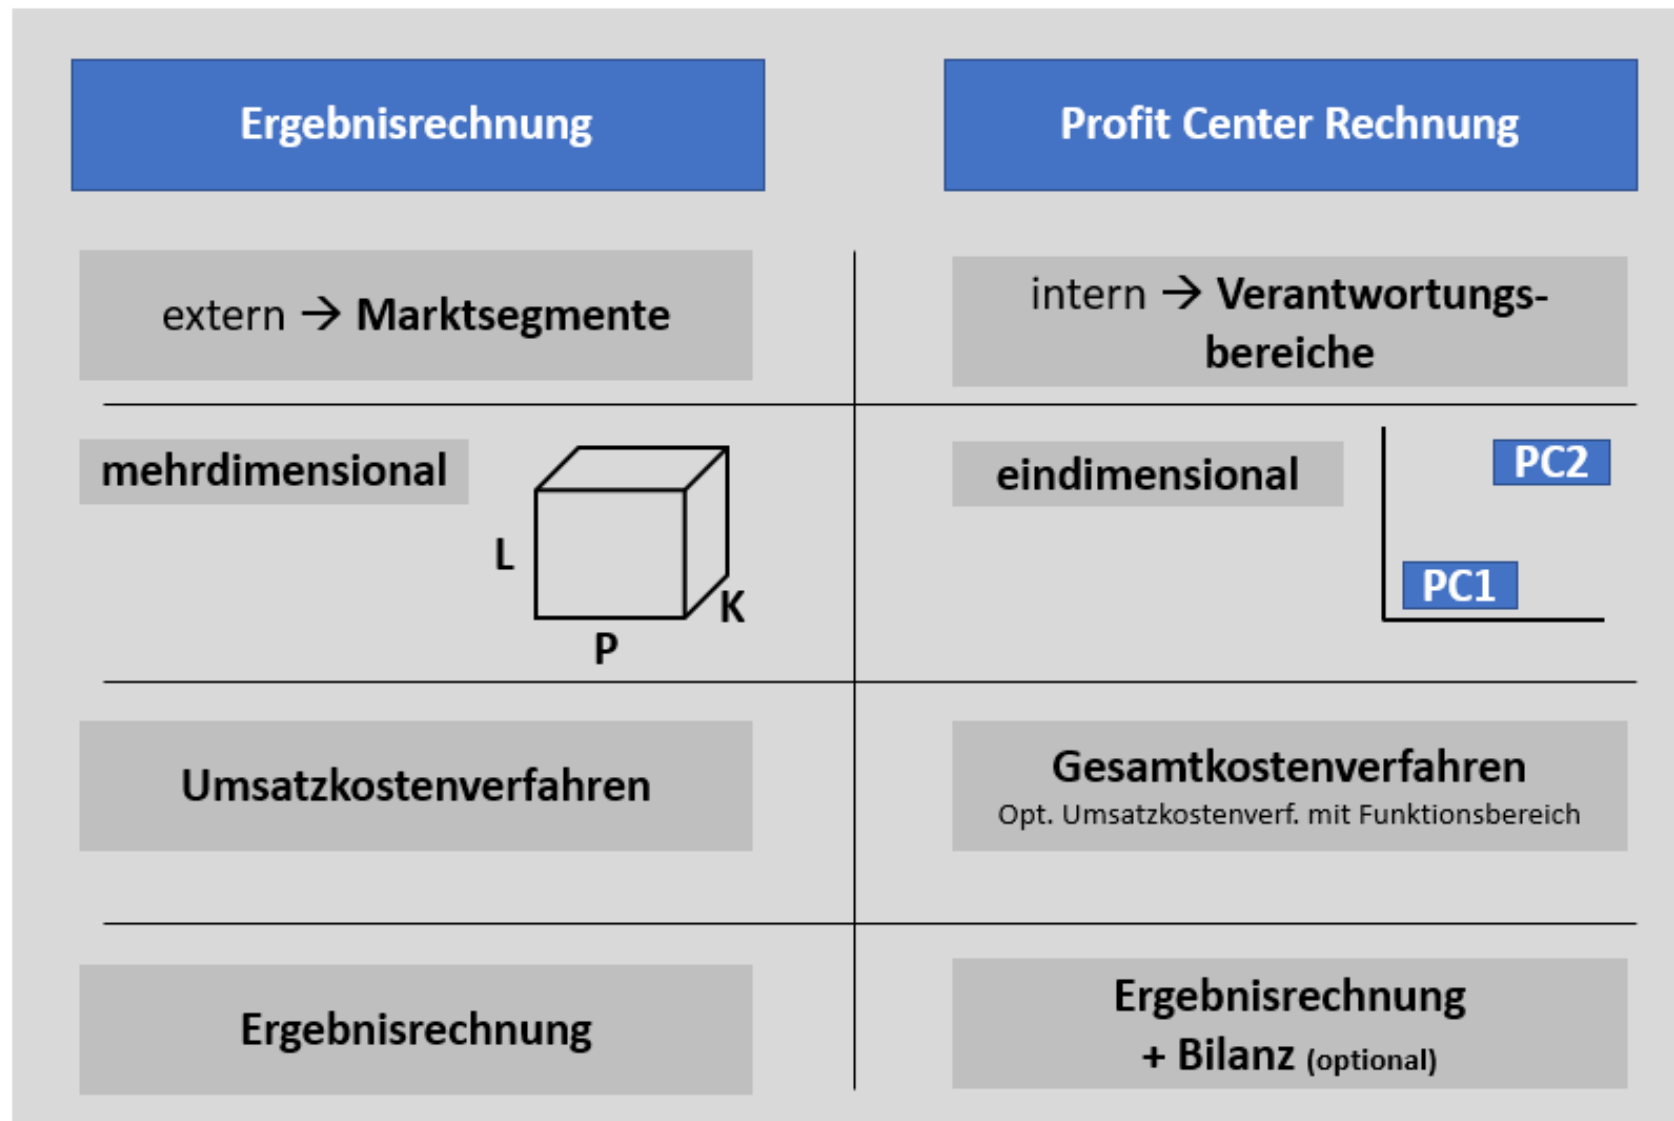 Ergebnisrechnung
Profit Center Rechnung
extern → Marktsegmente
intern → Verantwortungs-
bereiche
mehrdimensional
L
K
P
eindimensional
PC2
PC1
Umsatzkostenverfahren
Gesamtkostenverfahren
Opt. Umsatzkostenverf. mit Funktionsbereich
Ergebnisrechnung
Ergebnisrechnung
+ Bilanz (optional)